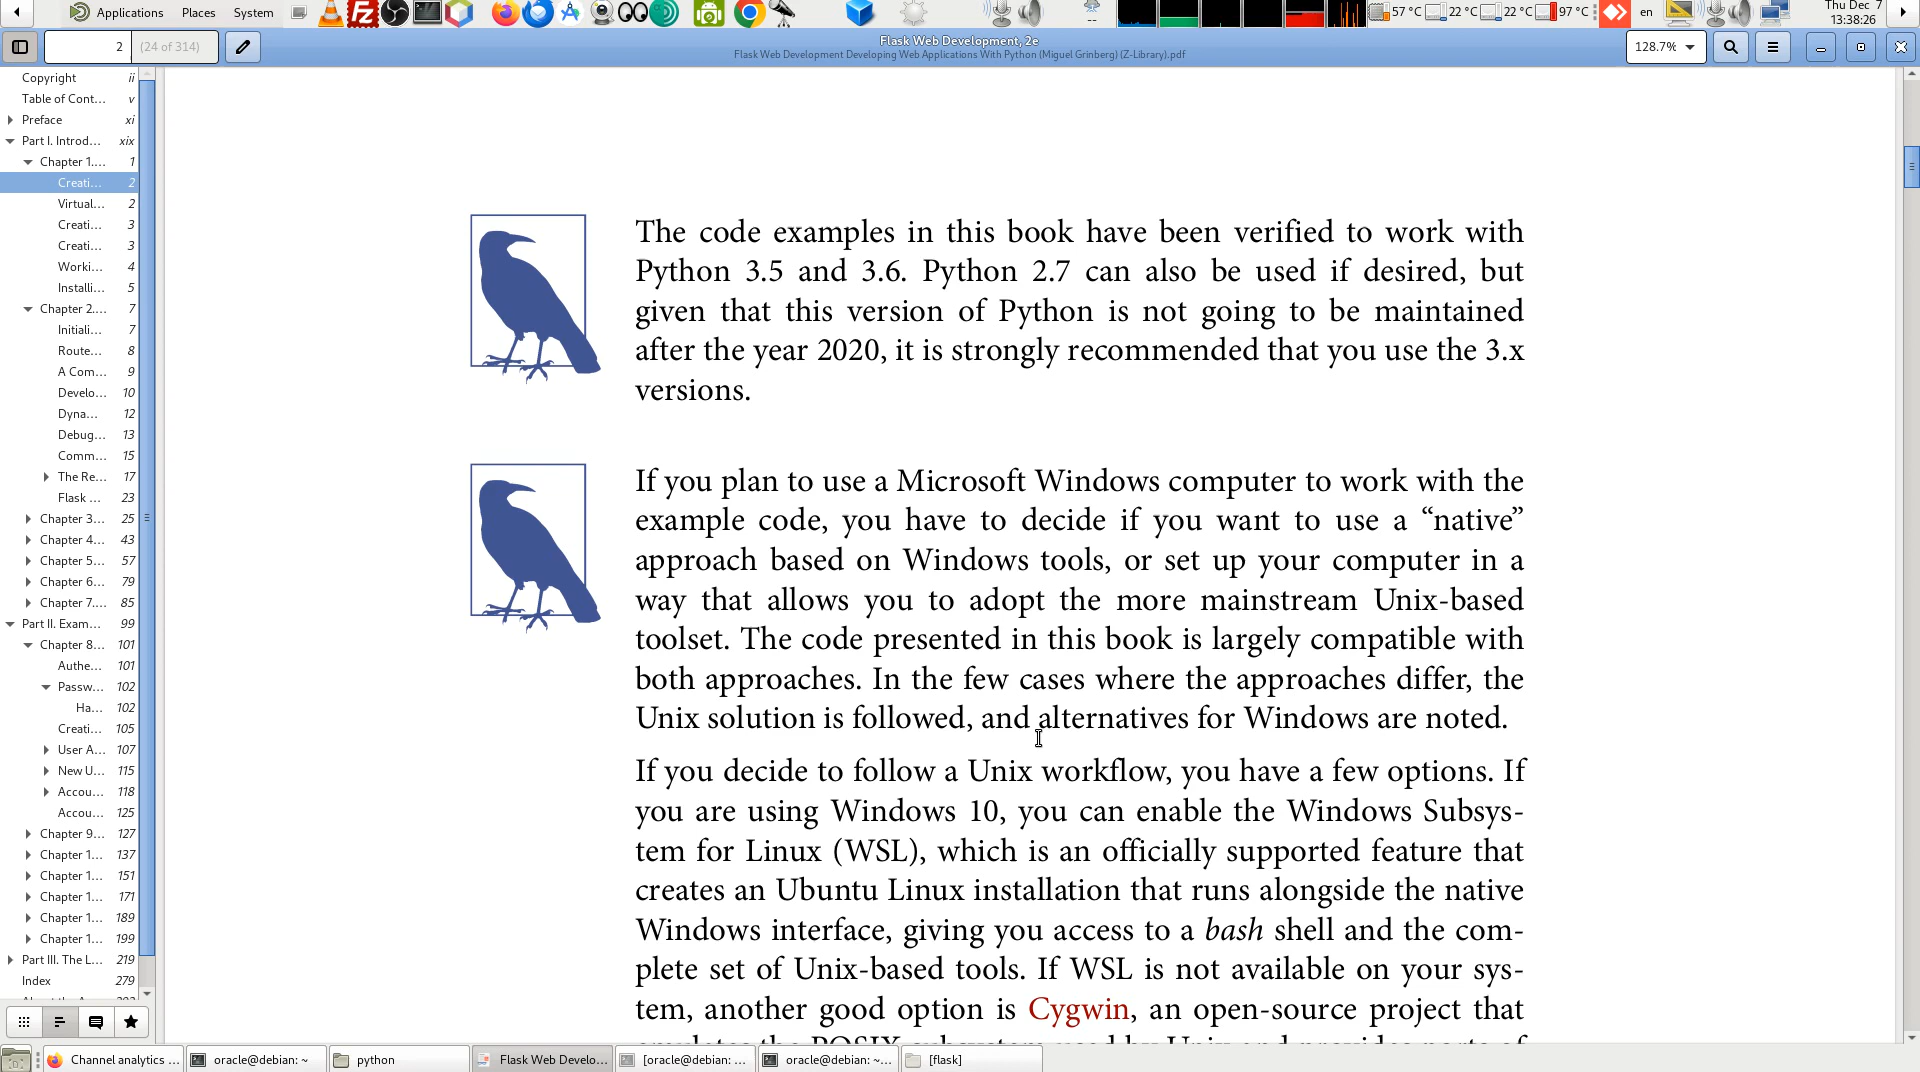 Applications Places System
57 °C 22 °C 22 °C 97 °C en
Thu Dec 7
13:38:26
2 (24 of 314)
Flask Web Development, 2e
Flask Web Development Developing Web Applications With Python (Miguel Grinberg) (Z-Library).pdf
128.7%
Copyright ii
Table of Cont... v
Preface xi
Part I. Introd... xix
Chapter 1.... 1
Creati... 2
Virtual... 2
Creati... 3
Creati... 3
Worki... 4
Installi... 5
Chapter 2.... 7
Initiali... 7
Route... 8
A Com... 9
Develo... 10
Dyna... 12
Debug... 13
Comm... 15
The Re... 17
Flask ... 23
Chapter 3... 25
Chapter 4... 43
Chapter 5... 57
Chapter 6... 79
Chapter 7.... 85
Part II. Exam... 99
Chapter 8... 101
Authe... 101
Passw... 102
Ha... 102
Creati... 105
User A... 107
New U... 115
Accou... 118
Accou... 125
Chapter 9... 127
Chapter 1... 137
Chapter 1... 151
Chapter 1... 171
Chapter 1... 189
Chapter 1... 199
Part III. The L... 219
Index 279
The code examples in this book have been verified to work with
Python 3.5 and 3.6. Python 2.7 can also be used if desired, but
given that this version of Python is not going to be maintained
after the year 2020, it is strongly recommended that you use the 3.x
versions.
If you plan to use a Microsoft Windows computer to work with the
example code, you have to decide if you want to use a “native”
approach based on Windows tools, or set up your computer in a
way that allows you to adopt the more mainstream Unix-based
toolset. The code presented in this book is largely compatible with
both approaches. In the few cases where the approaches differ, the
Unix solution is followed, and alternatives for Windows are noted.
If you decide to follow a Unix workflow, you have a few options. If
you are using Windows 10, you can enable the Windows Subsys-
tem for Linux (WSL), which is an officially supported feature that
creates an Ubuntu Linux installation that runs alongside the native
Windows interface, giving you access to a bash shell and the com-
plete set of Unix-based tools. If WSL is not available on your sys-
tem, another good option is Cygwin, an open-source project that
Channel analytics ... oracle@debian: ~ python Flask Web Develo... [oracle@debian: ... oracle@debian: ~... [flask]